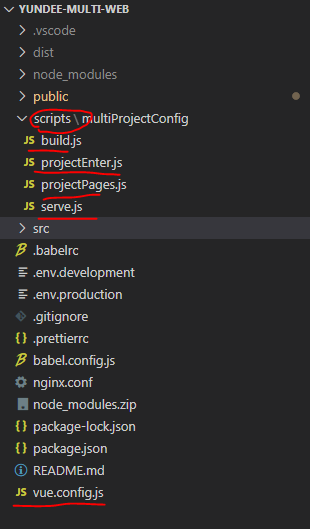 YUNDEE-MULTI-WEB
.vscode
dist
node_modules
public
scripts \ multiProjectConfig
JS build.js
JS projectEnter.js
JS projectPages.js
JS serve.js
src
.babelrc
.env.development
.env.production
.gitignore
{} .prettierrc
babel.config.js
nginx.conf
node_modules.zip
{} package-lock.json
{} package.json
README.md
JS vue.config.js